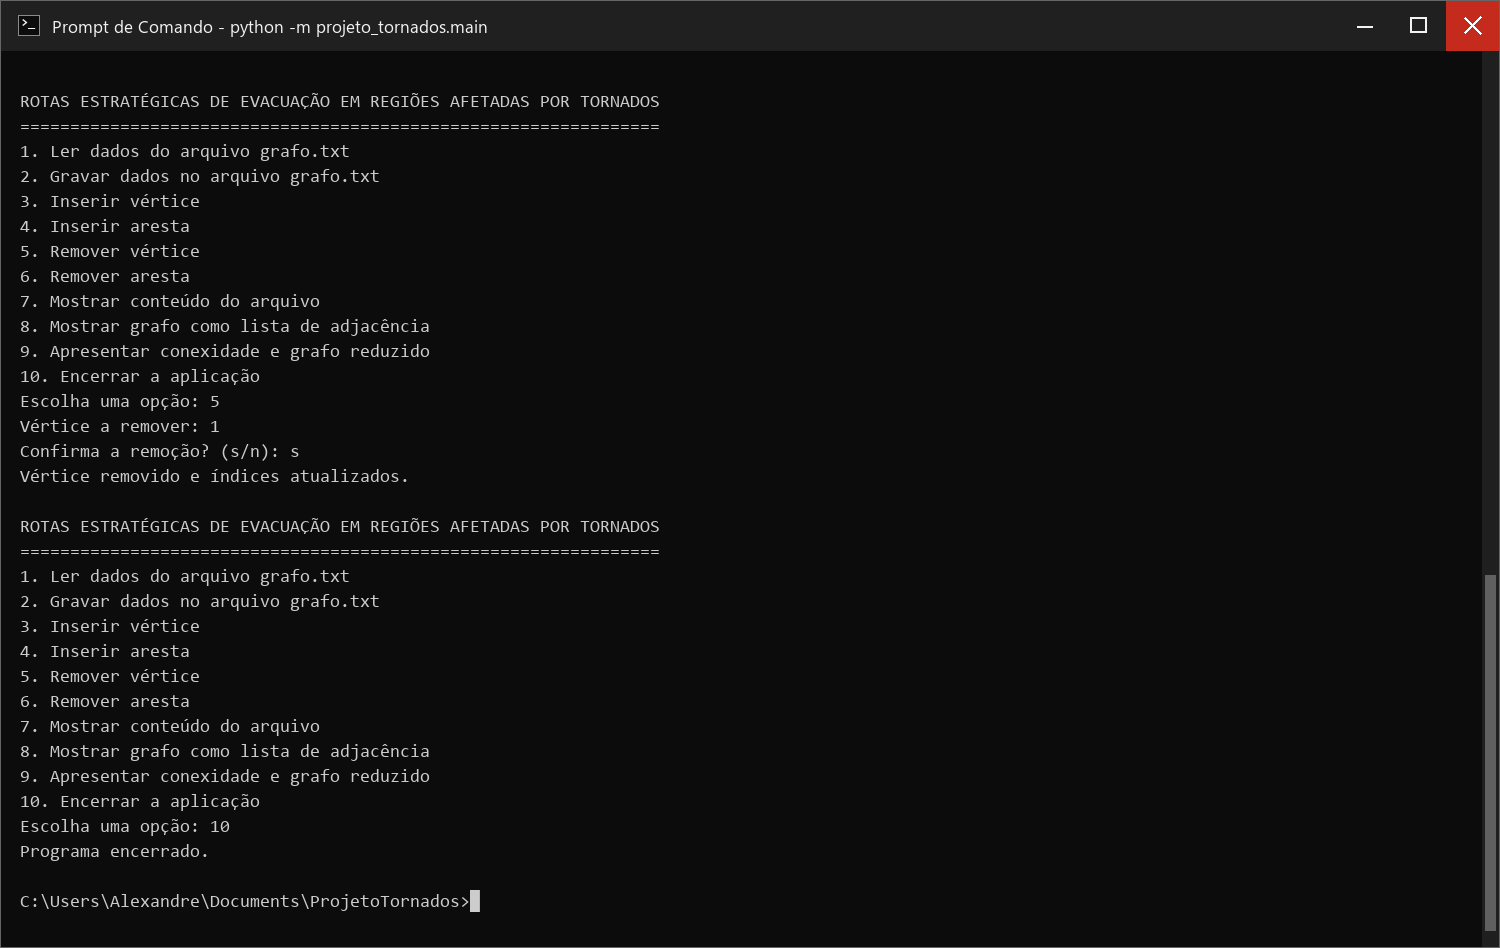 Prompt de Comando - python -m projeto_tornados.main
ROTAS ESTRATÉGICAS DE EVACUAÇÃO EM REGIÕES AFETADAS POR TORNADOS
================================================================
1. Ler dados do arquivo grafo.txt
2. Gravar dados no arquivo grafo.txt
3. Inserir vértice
4. Inserir aresta
5. Remover vértice
6. Remover aresta
7. Mostrar conteúdo do arquivo
8. Mostrar grafo como lista de adjacência
9. Apresentar conexidade e grafo reduzido
10. Encerrar a aplicação
Escolha uma opção: 5
Vértice a remover: 1
Confirma a remoção? (s/n): s
Vértice removido e índices atualizados.
ROTAS ESTRATÉGICAS DE EVACUAÇÃO EM REGIÕES AFETADAS POR TORNADOS
================================================================
1. Ler dados do arquivo grafo.txt
2. Gravar dados no arquivo grafo.txt
3. Inserir vértice
4. Inserir aresta
5. Remover vértice
6. Remover aresta
7. Mostrar conteúdo do arquivo
8. Mostrar grafo como lista de adjacência
9. Apresentar conexidade e grafo reduzido
10. Encerrar a aplicação
Escolha uma opção: 10
Programa encerrado.
C:\Users\Alexandre\Documents\ProjetoTornados>